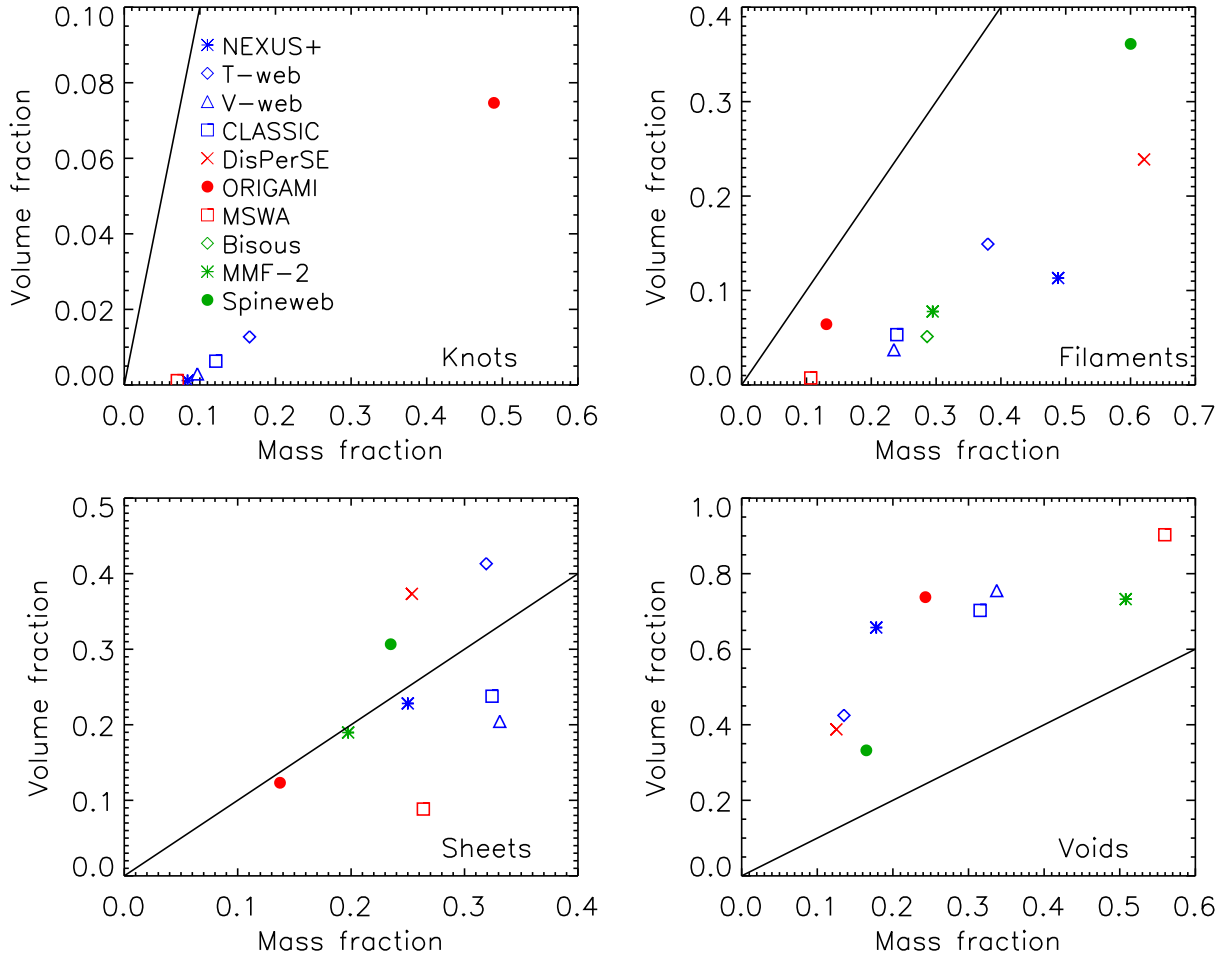 0.10
0.08
0.06
0.04
0.02
0.00
Volume fraction
NEXUS+
T-web
V-web
CLASSIC
DisPerSE
ORIGAMI
MSWA
Bisous
MMF-2
Spineweb
Knots
0.0 0.1 0.2 0.3 0.4 0.5 0.6
Mass fraction
0.4
0.3
0.2
0.1
0.0
Volume fraction
Filaments
0.0 0.1 0.2 0.3 0.4 0.5 0.6 0.7
Mass fraction
0.5
0.4
0.3
0.2
0.1
0.0
Volume fraction
Sheets
0.0 0.1 0.2 0.3 0.4
Mass fraction
1.0
0.8
0.6
0.4
0.2
0.0
Volume fraction
Voids
0.0 0.1 0.2 0.3 0.4 0.5 0.6
Mass fraction